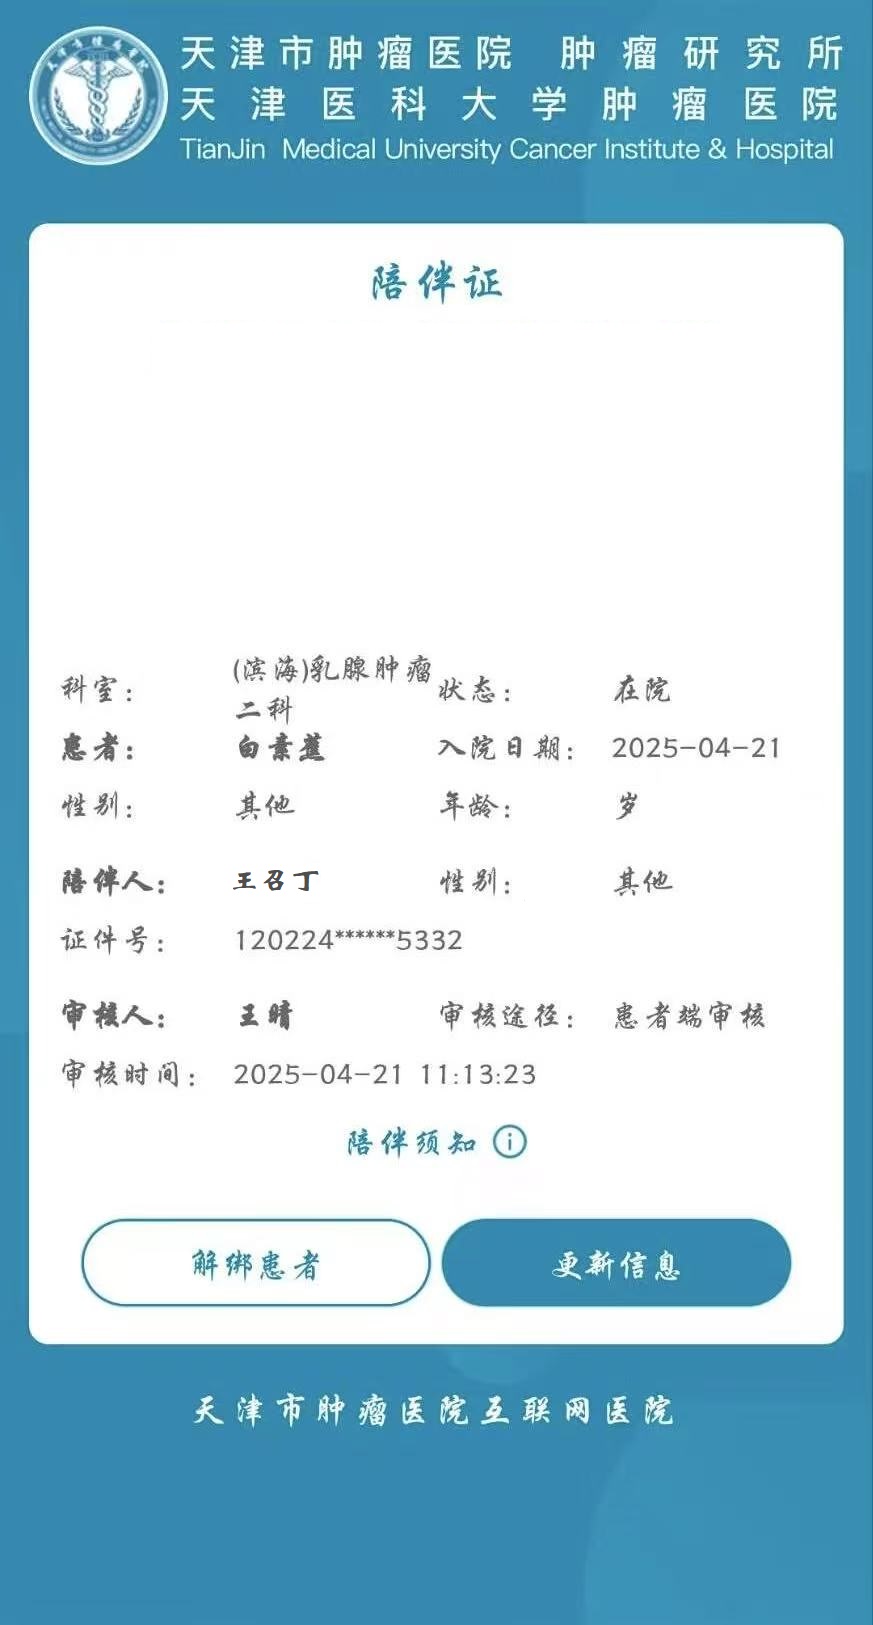 天津市肿瘤医院 肿瘤研究所
天津医科大学肿瘤医院
TianJin Medical University Cancer Institute & Hospital
陪伴证
科室： (滨海)乳腺肿瘤二科 状态： 在院
患者： 白素蕉 入院日期： 2025-04-21
性别： 其他 年龄： 岁
陪伴人： 王召丁 性别： 其他
证件号： 120224******5332
审核人： 王晴 审核途径： 患者端审核
审核时间： 2025-04-21 11:13:23
陪伴须知
解绑患者 更新信息
天津市肿瘤医院互联网医院